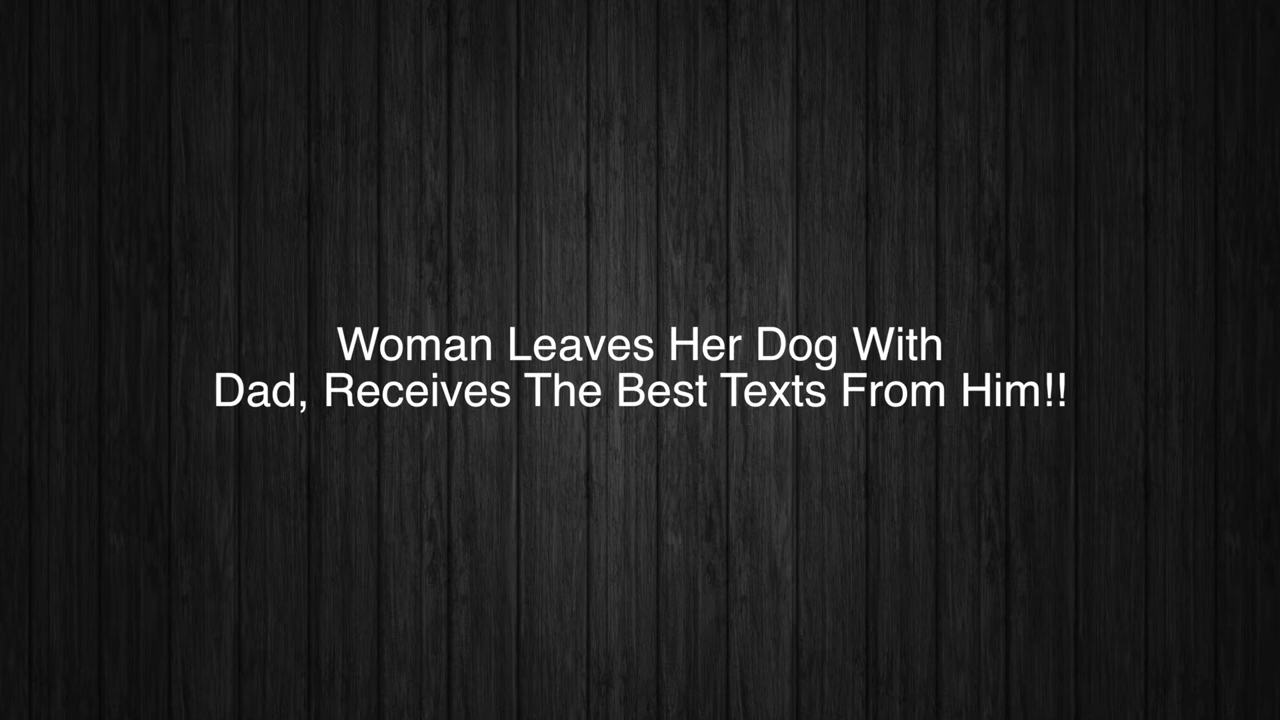 Woman Leaves Her Dog With
Dad, Receives The Best Texts From Him!!